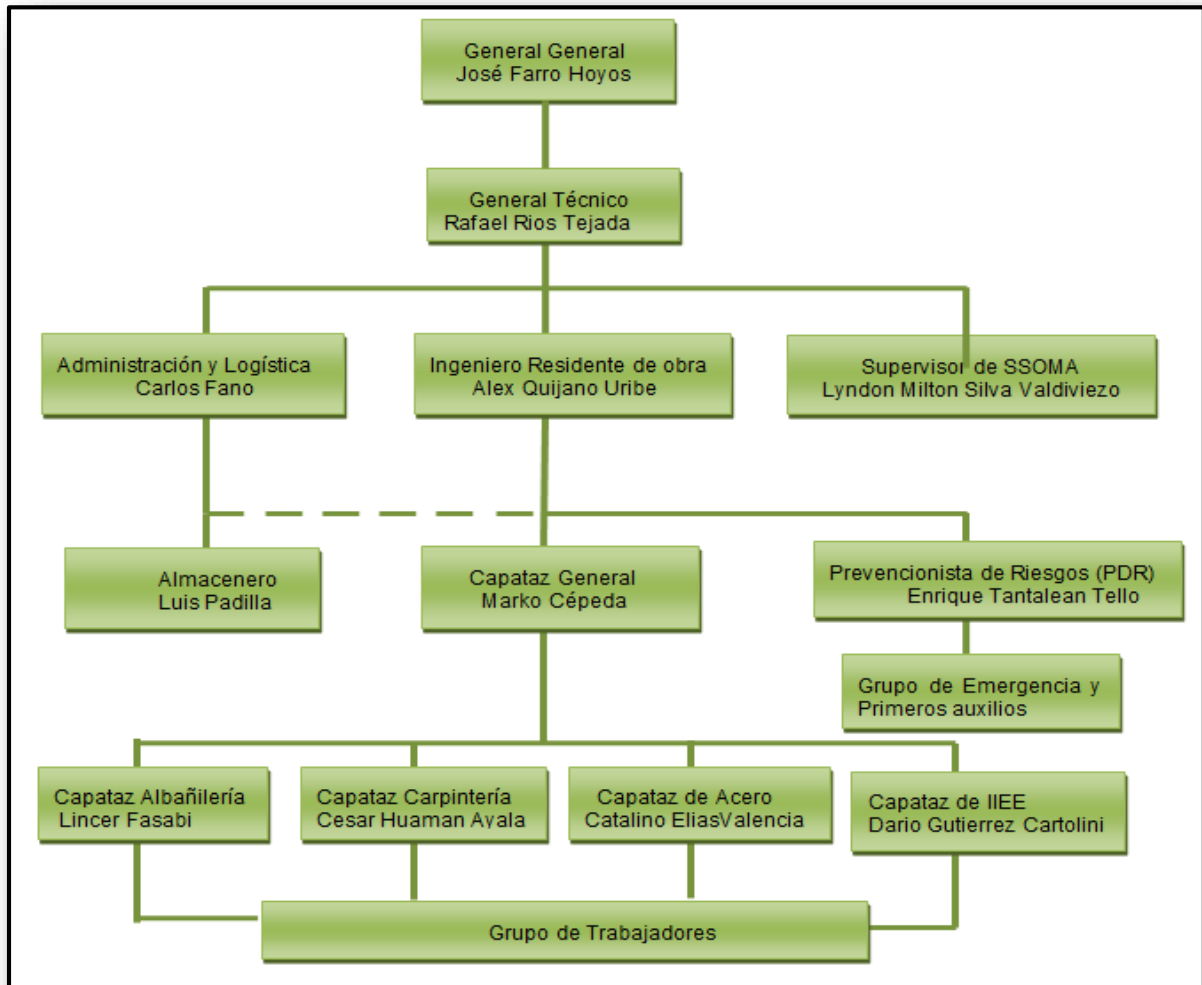 General General
José Farro Hoyos
General Técnico
Rafael Rios Tejada
Administración y Logística
Carlos Fano
Ingeniero Residente de obra
Alex Quijano Uribe
Supervisor de SSOMA
Lyndon Milton Silva Valdiviezo
Almacenero
Luis Padilla
Capataz General
Marko Cépeda
Prevencionista de Riesgos (PDR)
Enrique Tantalean Tello
Grupo de Emergencia y
Primeros auxilios
Capataz Albañilería
Lincer Fasabi
Capataz Carpintería
Cesar Huaman Ayala
Capataz de Acero
Catalino EliasValencia
Capataz de IIEE
Dario Gutierrez Cartolini
Grupo de Trabajadores